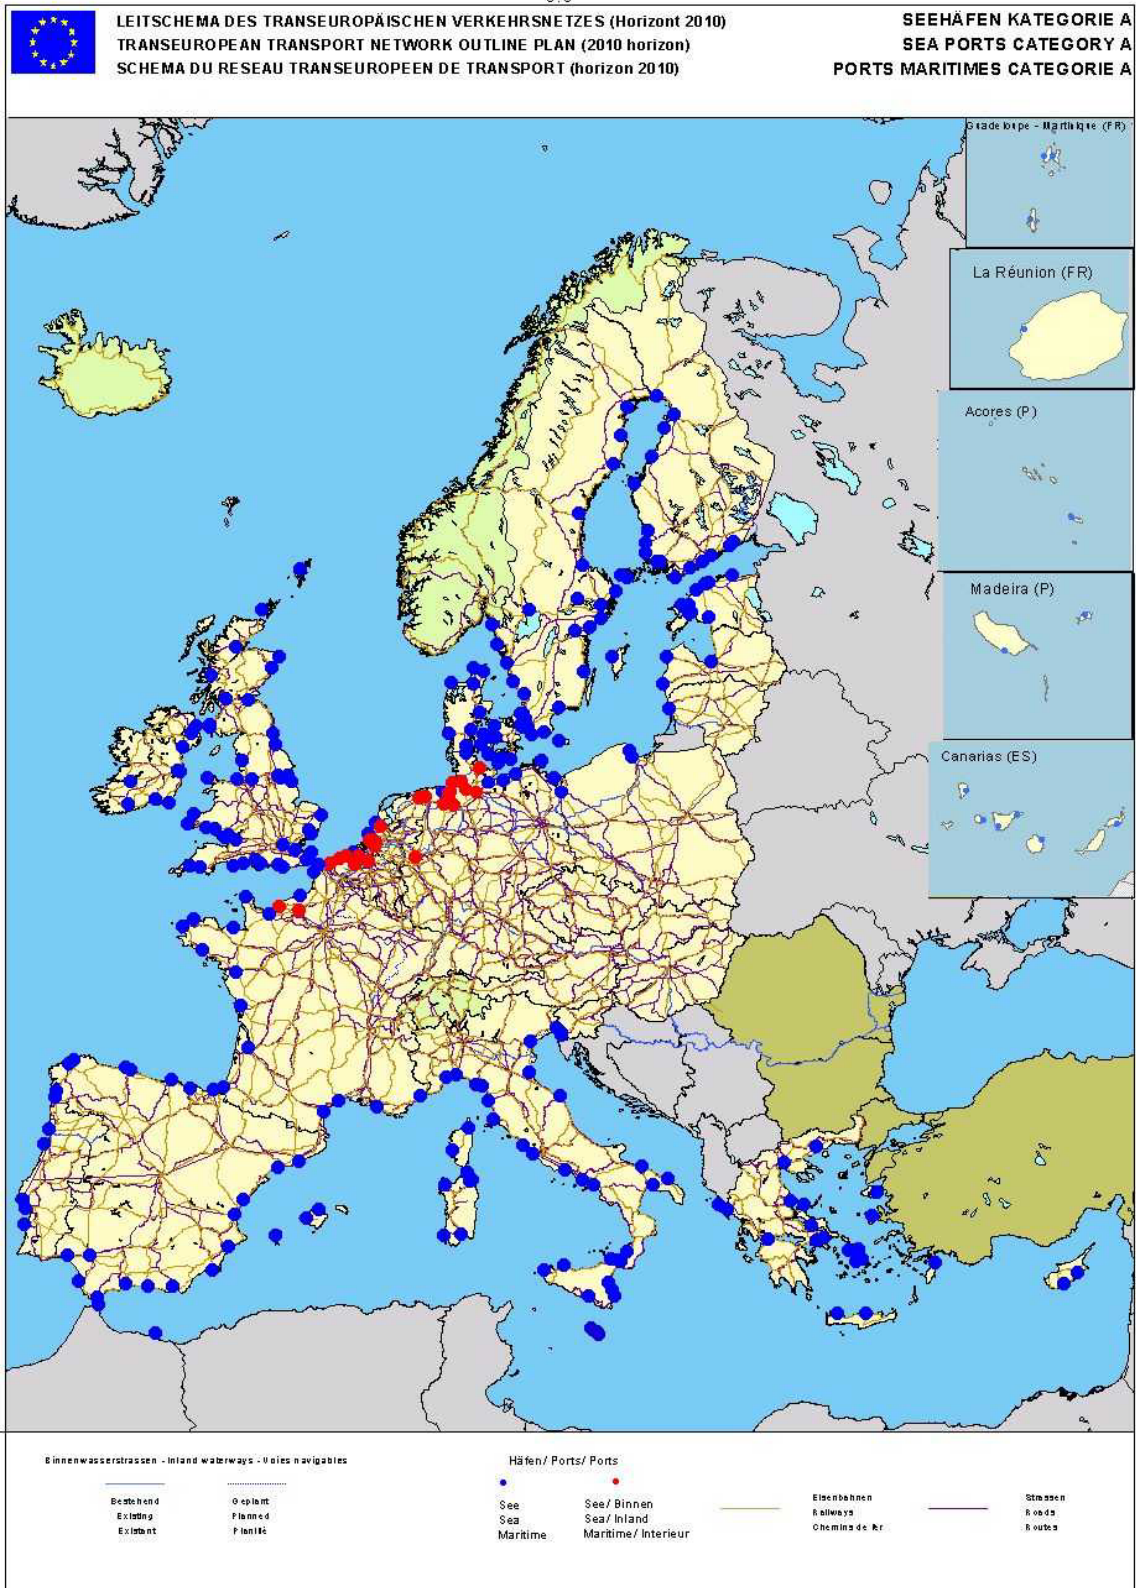 LEITSCHEMA DES TRANSEUROPÄISCHEN VERKEHRSNETZES (Horizont 2010)
TRANSEUROPEAN TRANSPORT NETWORK OUTLINE PLAN (2010 horizon)
SCHEMA DU RESEAU TRANSEUROPEEN DE TRANSPORT (horizon 2010)
SEEHÄFEN KATEGORIE A
SEA PORTS CATEGORY A
PORTS MARITIMES CATEGORIE A
Guadeloupe - Martinique (FR)
La Réunion (FR)
Acores (P)
Madeira (P)
Canarias (ES)
Binnenwasserstrassen - Inland waterways - Voies navigables
Bestehend
Existing
Existant
Geplant
Planned
Planifié
Häfen/ Ports/ Ports
See
Sea
Maritime
See/ Binnen
Sea/ Inland
Maritime/ Interieur
Eisenbahnen
Railways
Chemins de fer
Strassen
Roads
Routes